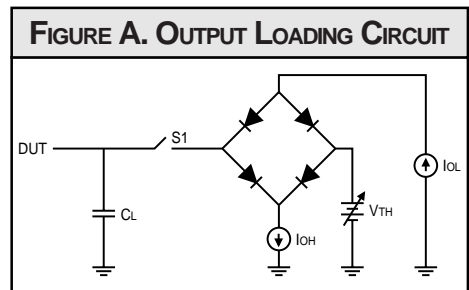 FIGURE A. OUTPUT LOADING CIRCUIT
DUT
S1
CL
IOH
VTH
IOL